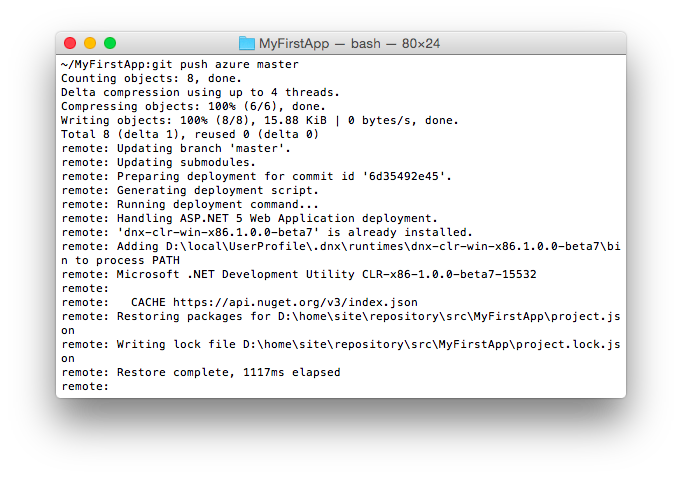 MyFirstApp — bash — 80×24
~/MyFirstApp:git push azure master
Counting objects: 8, done.
Delta compression using up to 4 threads.
Compressing objects: 100% (6/6), done.
Writing objects: 100% (8/8), 15.88 KiB | 0 bytes/s, done.
Total 8 (delta 1), reused 0 (delta 0)
remote: Updating branch 'master'.
remote: Updating submodules.
remote: Preparing deployment for commit id '6d35492e45'.
remote: Generating deployment script.
remote: Running deployment command...
remote: Handling ASP.NET 5 Web Application deployment.
remote: 'dnx-clr-win-x86.1.0.0-beta7' is already installed.
remote: Adding D:\local\UserProfile\.dnx\runtimes\dnx-clr-win-x86.1.0.0-beta7\bi
n to process PATH
remote: Microsoft .NET Development Utility CLR-x86-1.0.0-beta7-15532
remote:
remote:   CACHE https://api.nuget.org/v3/index.json
remote: Restoring packages for D:\home\site\repository\src\MyFirstApp\project.js
on
remote: Writing lock file D:\home\site\repository\src\MyFirstApp\project.lock.js
on
remote: Restore complete, 1117ms elapsed
remote: